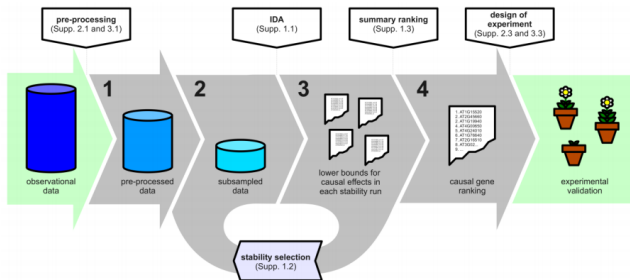 pre-processing
(Supp. 2.1 and 3.1)
IDA
(Supp. 1.1)
summary ranking
(Supp. 1.3)
design of
experiment
(Supp. 2.3 and 3.3)
1
2
3
4
observational
data
pre-processed
data
subsampled
data
lower bounds for
causal effects in
each stability run
causal gene
ranking
experimental
validation
stability selection
(Supp. 1.2)